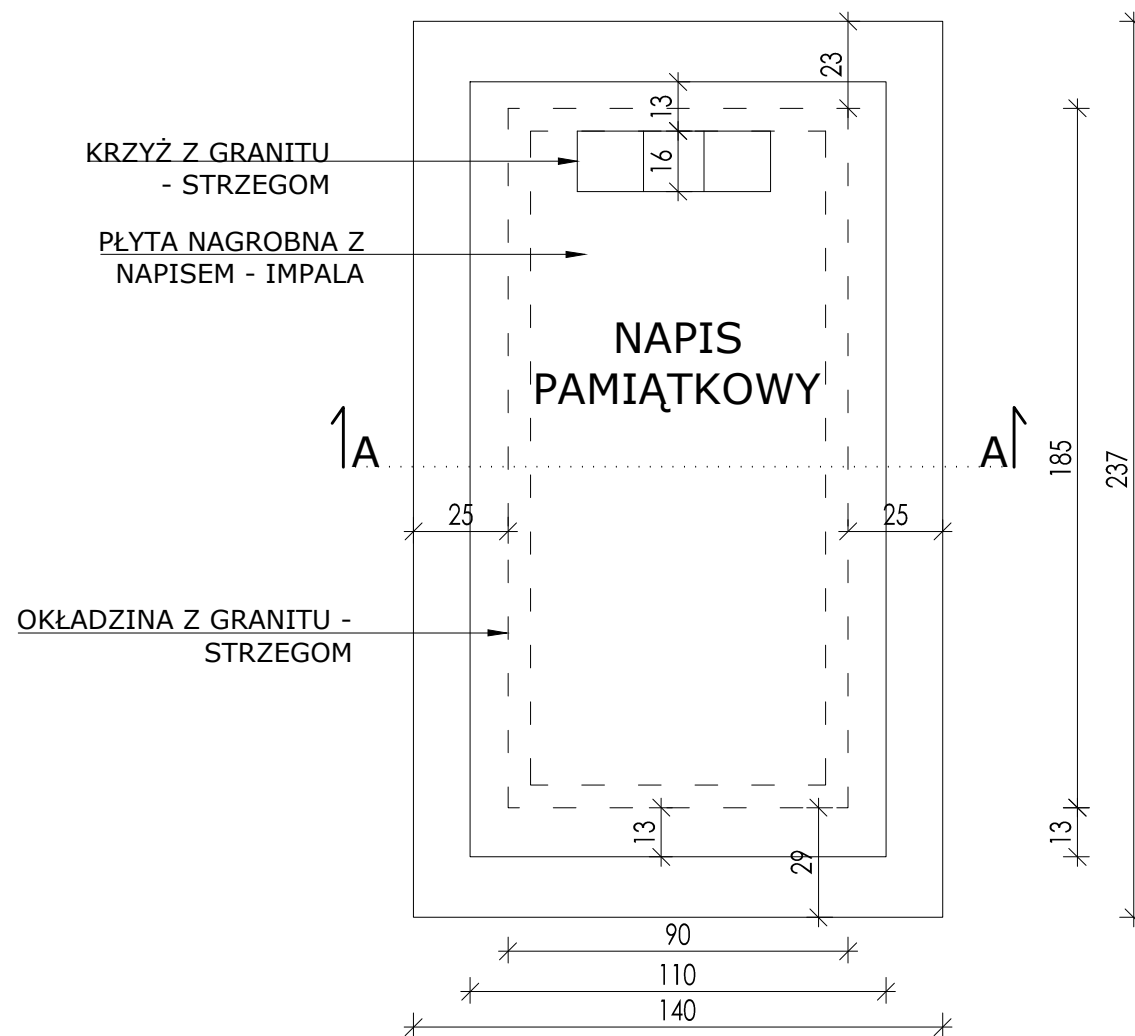 23
13
KRZYŻ Z GRANITU
- STRZEGOM
16
PŁYTA NAGROBNA Z
NAPISEM - IMPALA
NAPIS
PAMIĄTKOWY
A
A
185
237
25
25
OKŁADZINA Z GRANITU -
STRZEGOM
13
13
29
90
110
140